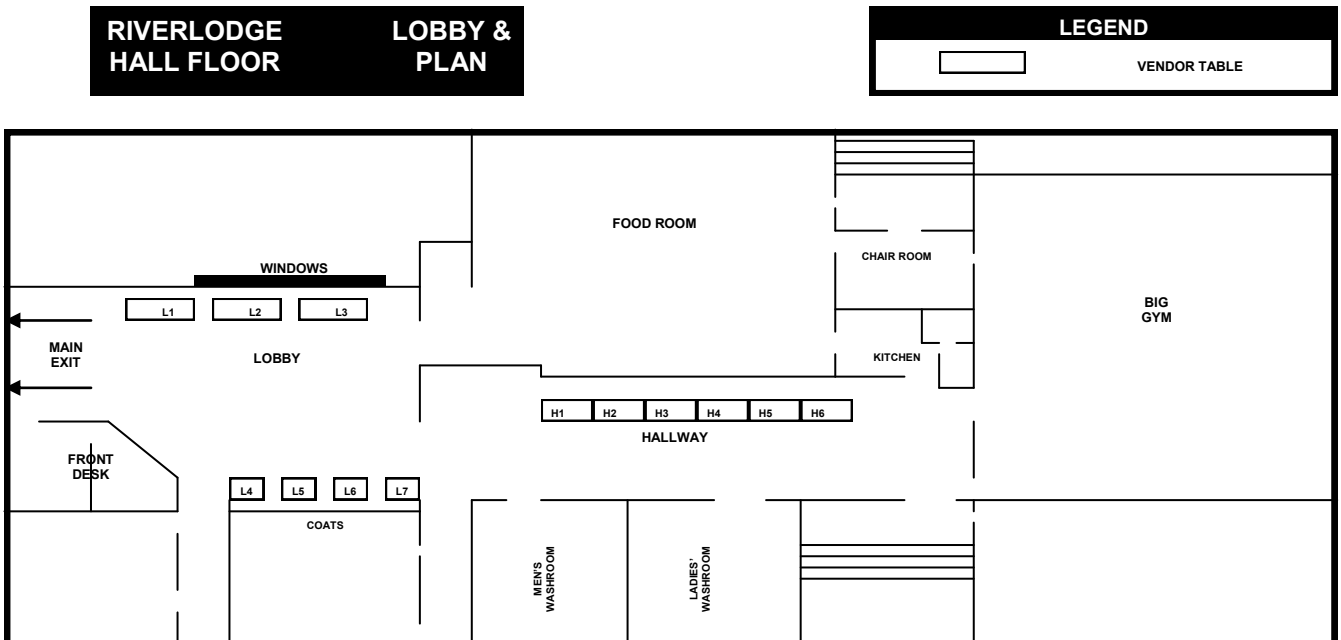 RIVERLODGE LOBBY &
HALL FLOOR PLAN
LEGEND
VENDOR TABLE
FOOD ROOM
CHAIR ROOM
WINDOWS
BIG
GYM
L1 L2 L3
MAIN
EXIT
LOBBY
KITCHEN
H1 H2 H3 H4 H5 H6
HALLWAY
FRONT
DESK
L4 L5 L6 L7
COATS
MEN'S
WASHROOM
LADIES'
WASHROOM